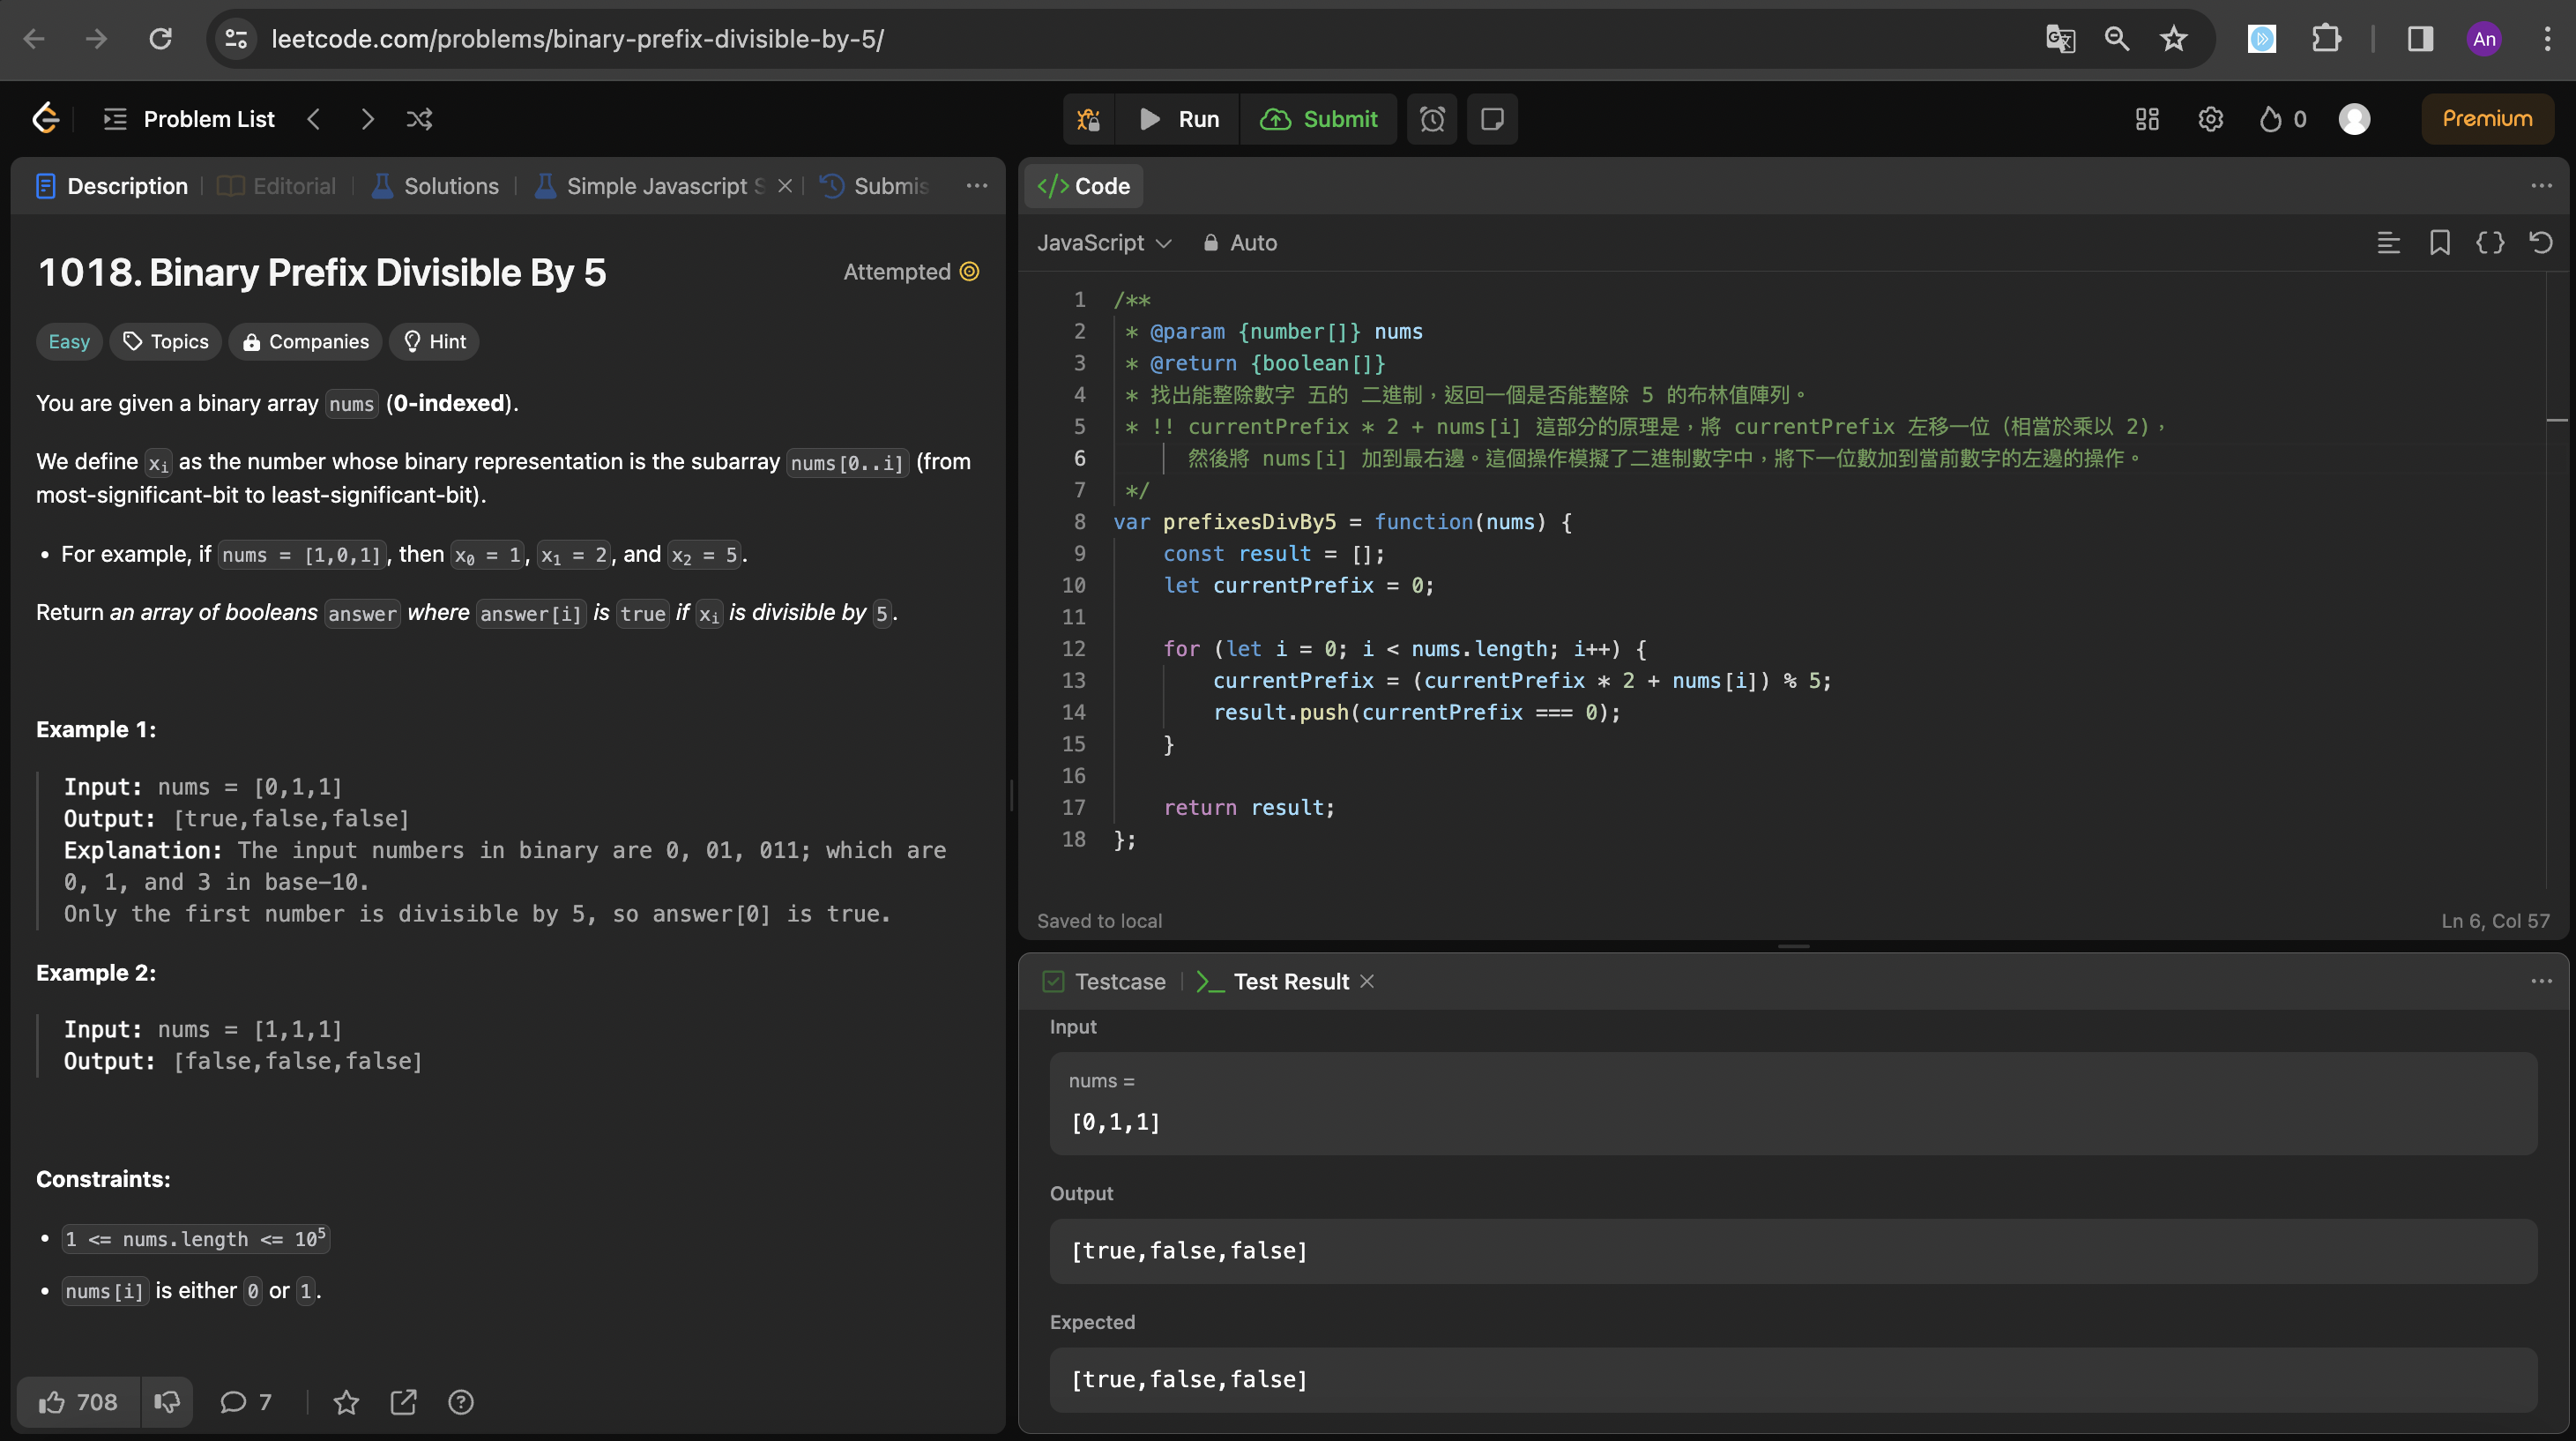 leetcode.com/problems/binary-prefix-divisible-by-5/
An
Problem List
Run
Submit
0
Premium
Description
Editorial
Solutions
Simple Javascript S
Submis
1018. Binary Prefix Divisible By 5
Attempted
Easy
Topics
Companies
Hint
You are given a binary array nums (0-indexed).
We define xi as the number whose binary representation is the subarray nums[0..i] (from
most-significant-bit to least-significant-bit).
• For example, if nums = [1,0,1], then x0 = 1, x1 = 2, and x2 = 5.
Return an array of booleans answer where answer[i] is true if xi is divisible by 5.
Example 1:
Input: nums = [0,1,1]
Output: [true,false,false]
Explanation: The input numbers in binary are 0, 01, 011; which are
0, 1, and 3 in base-10.
Only the first number is divisible by 5, so answer[0] is true.
Example 2:
Input: nums = [1,1,1]
Output: [false,false,false]
Constraints:
• 1 <= nums.length <= 10^5
• nums[i] is either 0 or 1.
708
7
Code
JavaScript
Auto
1 /**
2 * @param {number[]} nums
3 * @return {boolean[]}
4 * 找出能整除數字 五的 二進制，返回一個是否能整除 5 的布林值陣列。
5 * !! currentPrefix * 2 + nums[i] 這部分的原理是，將 currentPrefix 左移一位（相當於乘以 2），
6 然後將 nums[i] 加到最右邊。這個操作模擬了二進制數字中，將下一位數加到當前數字的左邊的操作。
7 */
8 var prefixesDivBy5 = function(nums) {
9 const result = [];
10 let currentPrefix = 0;
11
12 for (let i = 0; i < nums.length; i++) {
13 currentPrefix = (currentPrefix * 2 + nums[i]) % 5;
14 result.push(currentPrefix === 0);
15 }
16
17 return result;
18 };
Saved to local
Ln 6, Col 57
Testcase
Test Result
Input
nums =
[0,1,1]
Output
[true,false,false]
Expected
[true,false,false]